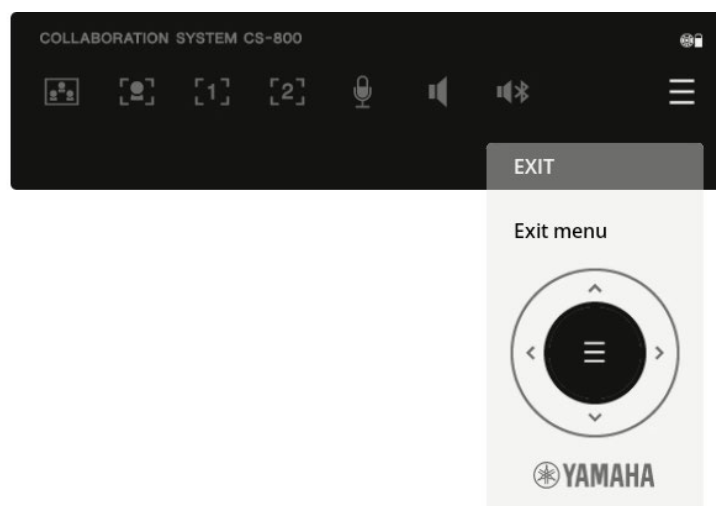 COLLABORATION SYSTEM CS-800
[1] [2]
EXIT
Exit menu
YAMAHA